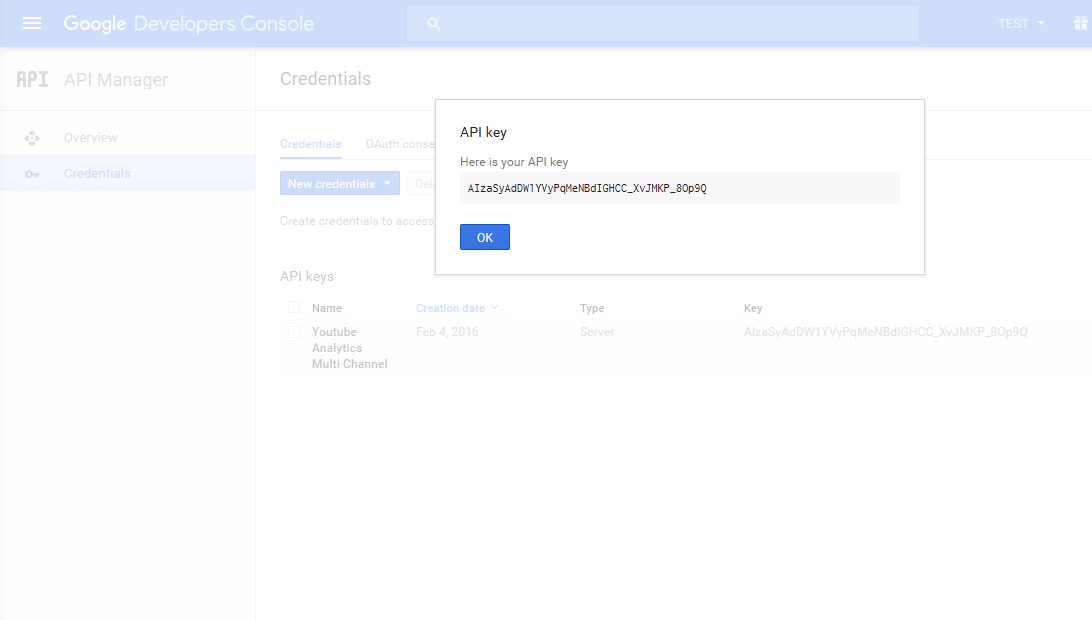 Google Developers Console
TEST
API API Manager
Credentials
Overview
Credentials
Credentials
OAuth conse
New credentials
Dele
Create credentials to access
API key
Here is your API key
AIzaSyAdDW1YVyPqMeNBdIGHCC_XvJMKP_8Op9Q
OK
API keys
Name
Creation date
Type
Key
Youtube
Analytics
Multi Channel
Feb 4, 2016
Server
AIzaSyAdDW1YVyPqMeNBdIGHCC_XvJMKP_8Op9Q